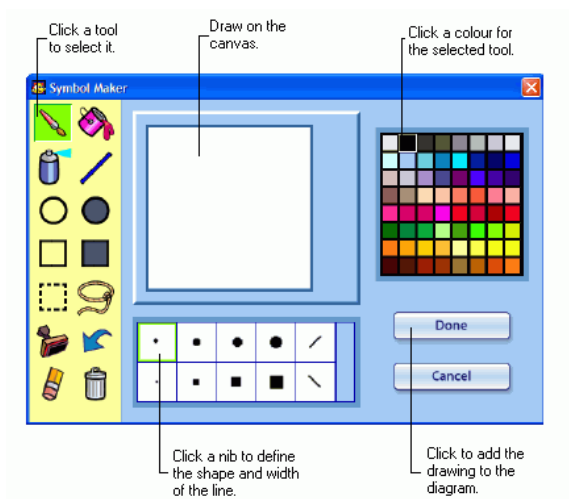 Click a tool
to select it.
Draw on the
canvas.
Click a colour for
the selected tool.
Symbol Maker
Done
Cancel
Click a nib to define
the shape and width
of the line.
Click to add the
drawing to the
diagram.